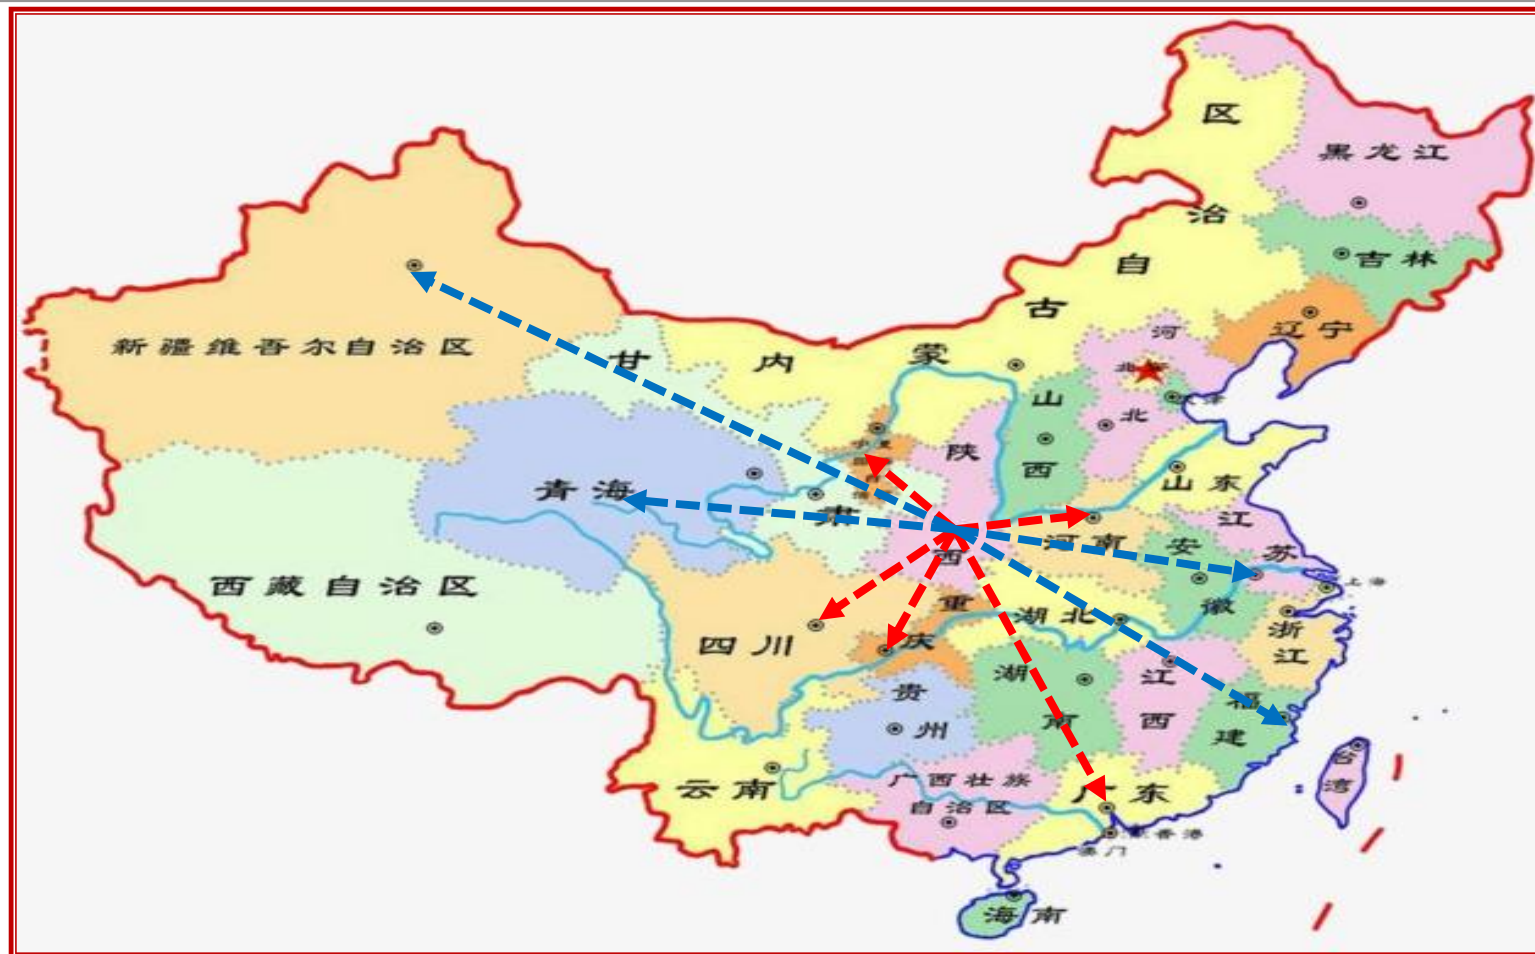 黑龙江
吉林
辽宁
内蒙古自治区
新疆维吾尔自治区
甘肃
青海
西藏自治区
陕西
山西
河北
天津
山东
河南
江苏
安徽
上海
浙江
湖北
重庆
四川
贵州
湖南
江西
福建
云南
广西壮族
自治区
广东
香港
澳门
台湾
海南